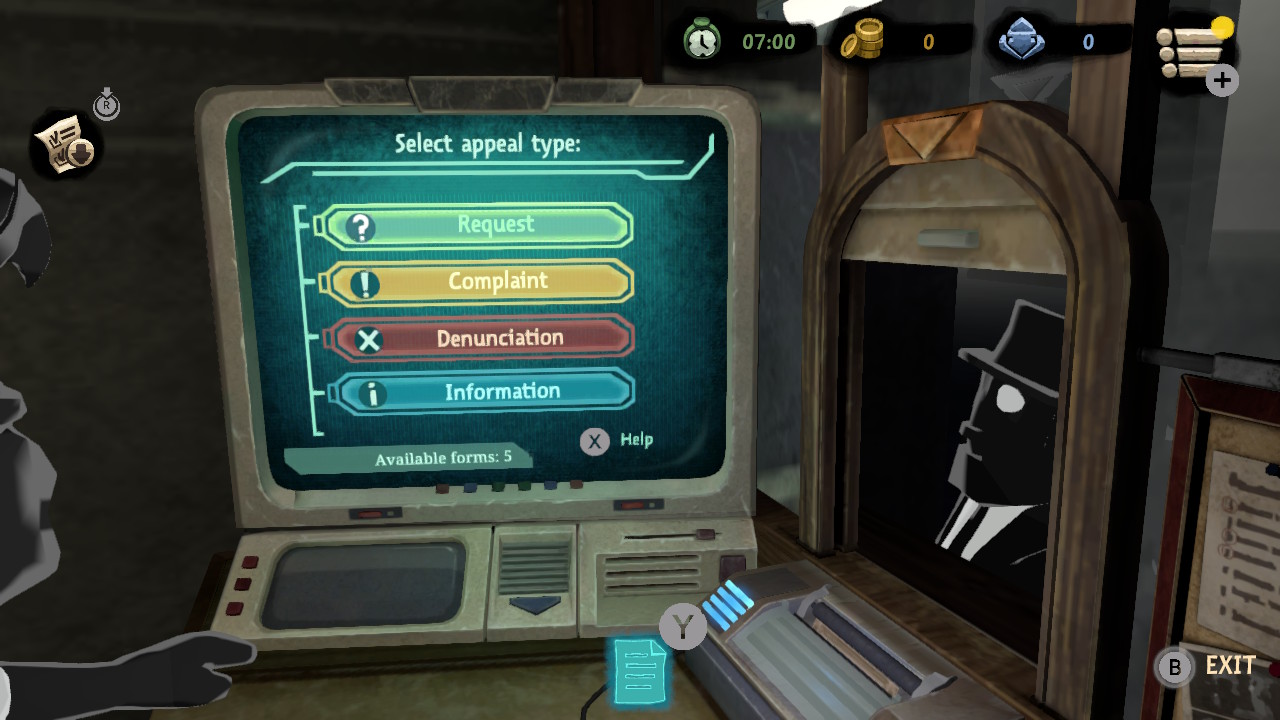 07:00
0
0
+
R
Select appeal type:
? Request
! Complaint
X Denunciation
i Information
X Help
Available forms: 5
Y
B EXIT